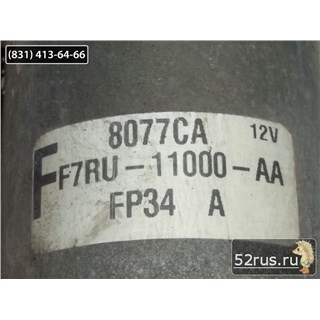 (831) 413-64-66
8077CA 12V
F F7RU-11000-AA
FP34 A
52rus.ru